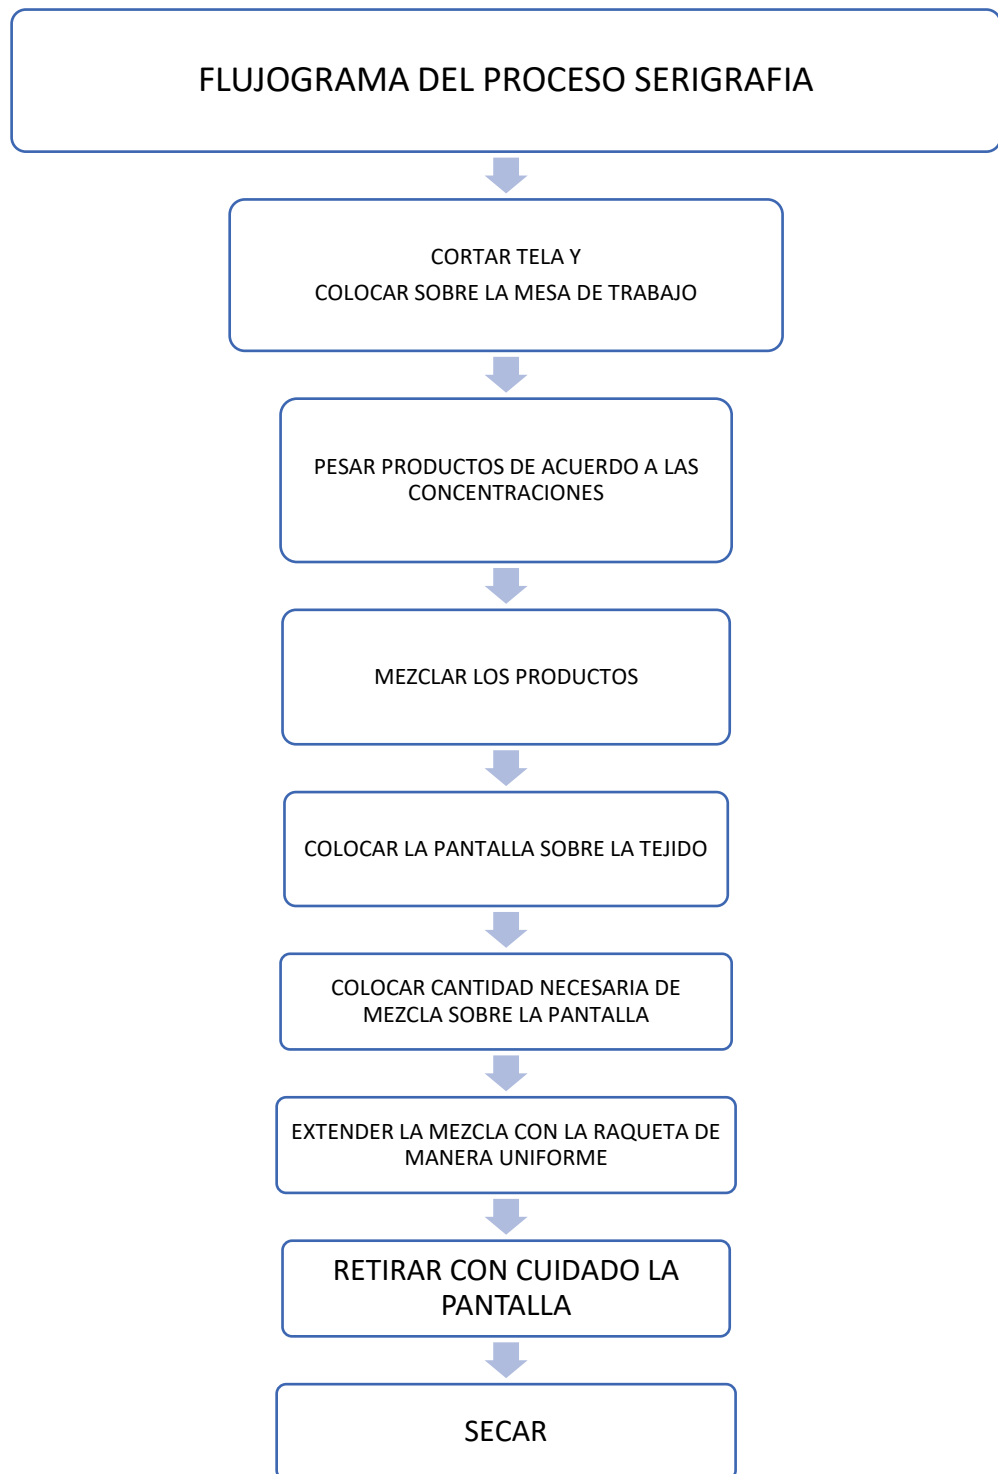 FLUJOGRAMA DEL PROCESO SERIGRAFIA
CORTAR TELA Y
COLOCAR SOBRE LA MESA DE TRABAJO
PESAR PRODUCTOS DE ACUERDO A LAS
CONCENTRACIONES
MEZCLAR LOS PRODUCTOS
COLOCAR LA PANTALLA SOBRE LA TEJIDO
COLOCAR CANTIDAD NECESARIA DE
MEZCLA SOBRE LA PANTALLA
EXTENDER LA MEZCLA CON LA RAQUETA DE
MANERA UNIFORME
RETIRAR CON CUIDADO LA
PANTALLA
SECAR